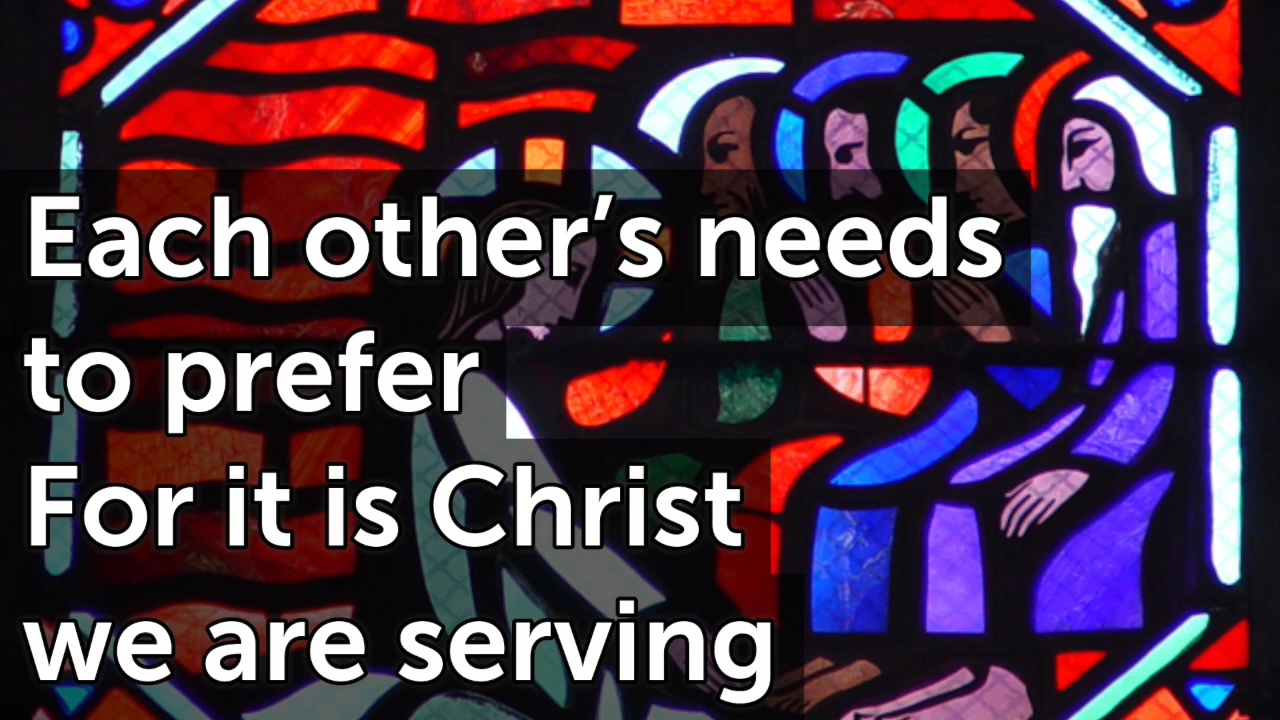 Each other’s needs
to prefer
For it is Christ
we are serving